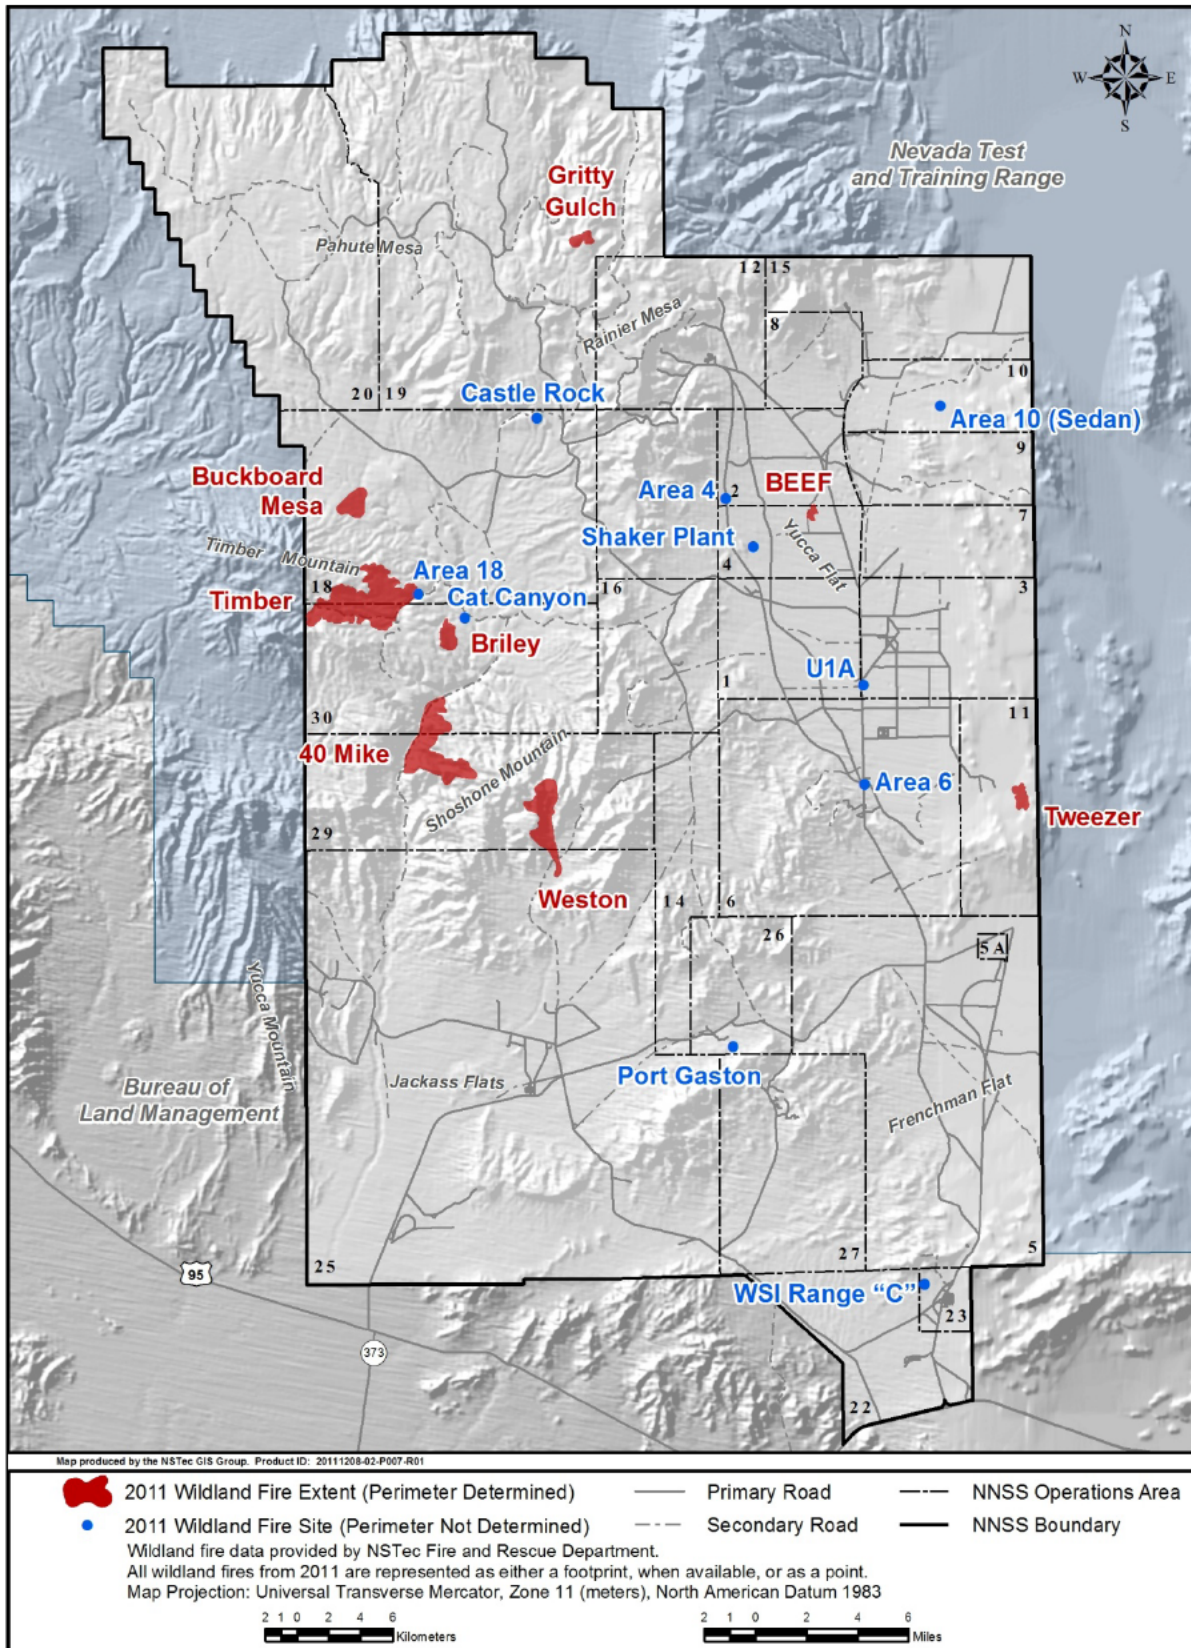 N
W
E
S
Nevada Test
and Training Range
Gritty
Gulch
Pahute Mesa
12
15
Rainier Mesa
8
10
20
19
Castle Rock
Area 10 (Sedan)
9
Buckboard
Mesa
Area 4
2
BEEF
7
Shaker Plant
Yucca Flat
Timber Mountain
4
Area 18
18
16
3
Timber
Cat Canyon
Briley
U1A
1
11
30
40 Mike
Shoshone Mountain
Area 6
Tweezer
29
Weston
14
6
26
5A
Yucca Mountain
Bureau of
Land Management
Jackass Flats
Port Gaston
Frenchman Flat
25
27
5
95
WSI Range “C”
23
373
22
Map produced by the NSTec GIS Group. Product ID: 20111208-02-P007-R01
2011 Wildland Fire Extent (Perimeter Determined)
Primary Road
NNSS Operations Area
2011 Wildland Fire Site (Perimeter Not Determined)
Secondary Road
NNSS Boundary
Wildland fire data provided by NSTec Fire and Rescue Department.
All wildland fires from 2011 are represented as either a footprint, when available, or as a point.
Map Projection: Universal Transverse Mercator, Zone 11 (meters), North American Datum 1983
2 1 0 2 4 6
Kilometers
2 1 0 2 4 6
Miles